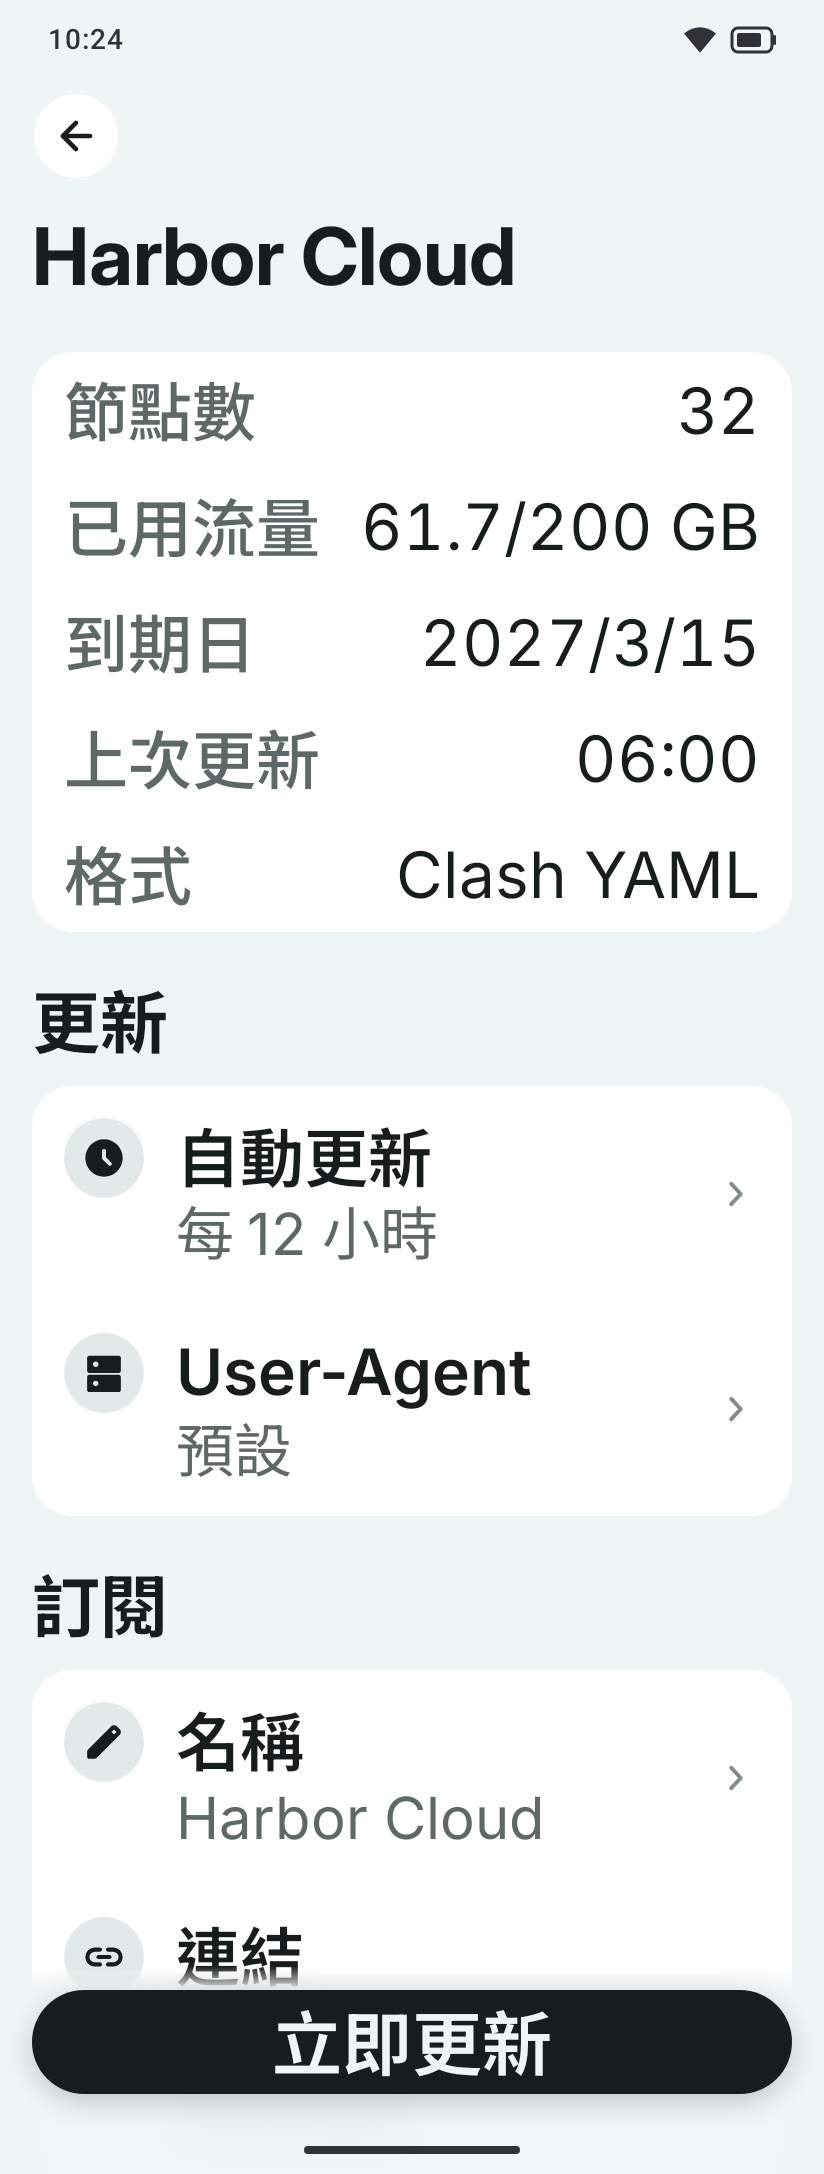 10:24
Harbor Cloud
節點數 32
已用流量 61.7/200 GB
到期日 2027/3/15
上次更新 06:00
格式 Clash YAML
更新
自動更新
每 12 小時
User-Agent
預設
訂閱
名稱
Harbor Cloud
連結
立即更新